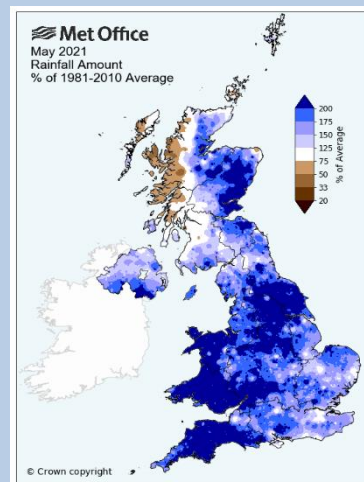 Met Office
May 2021
Rainfall Amount
% of 1981-2010 Average
200
175
150
125
75
50
33
20
% of Average
© Crown copyright